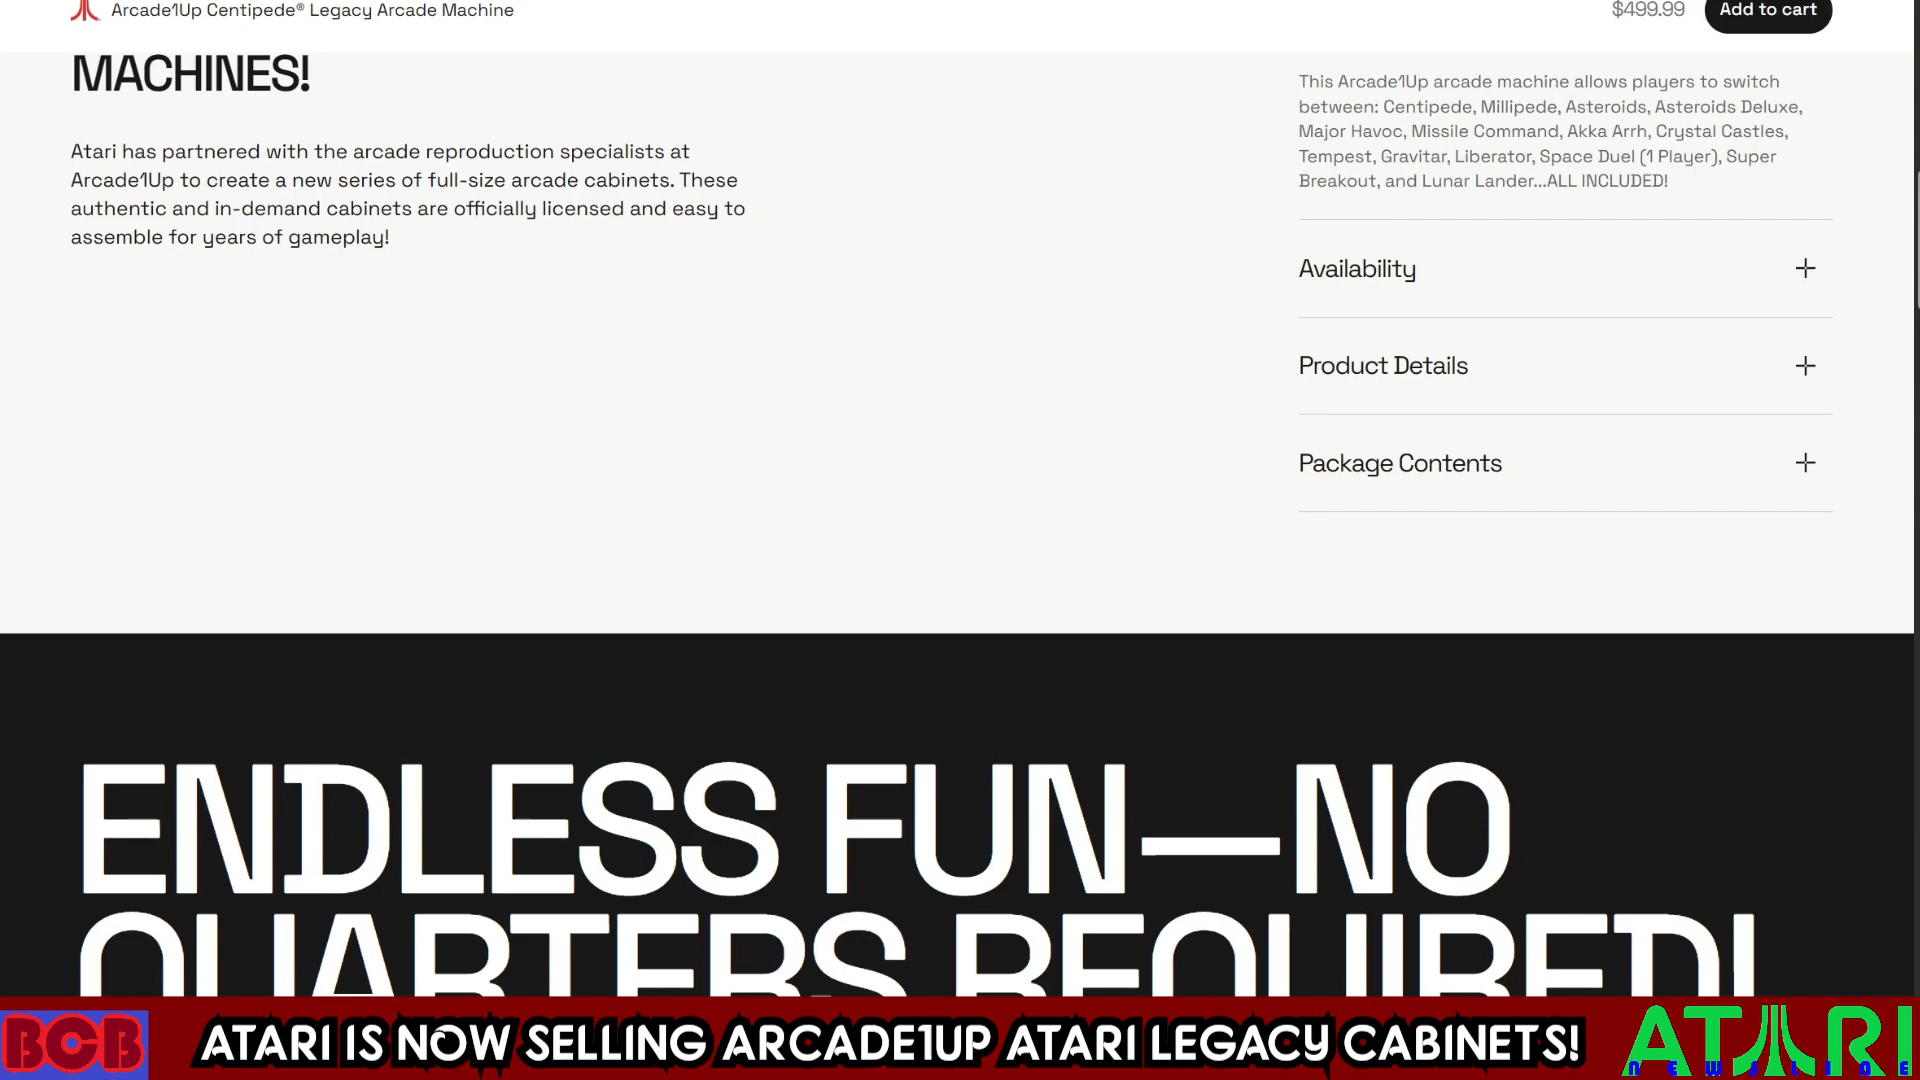 Arcade1Up Centipede® Legacy Arcade Machine
$499.99
Add to cart
MACHINES!
Atari has partnered with the arcade reproduction specialists at
Arcade1Up to create a new series of full-size arcade cabinets. These
authentic and in-demand cabinets are officially licensed and easy to
assemble for years of gameplay!
This Arcade1Up arcade machine allows players to switch
between: Centipede, Millipede, Asteroids, Asteroids Deluxe,
Major Havoc, Missile Command, Akka Arrh, Crystal Castles,
Tempest, Gravitar, Liberator, Space Duel (1 Player), Super
Breakout, and Lunar Lander...ALL INCLUDED!
Availability
Product Details
Package Contents
ENDLESS FUN—NO
QUARTERS REQUIRED!
BCB
ATARI IS NOW SELLING ARCADE1UP ATARI LEGACY CABINETS!
ATARI
NEWSLINE